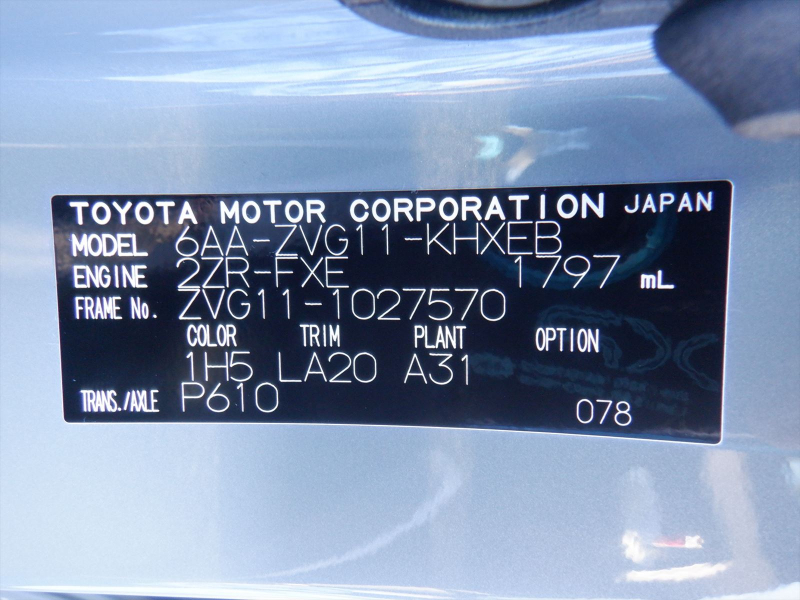 TOYOTA MOTOR CORPORATION JAPAN
MODEL 6AA-ZVG11-KHXEB
ENGINE 2ZR-FXE 1797 mL
FRAME No. ZVG11-1027570
COLOR TRIM PLANT OPTION
1H5 LA20 A31
TRANS./AXLE P610 078